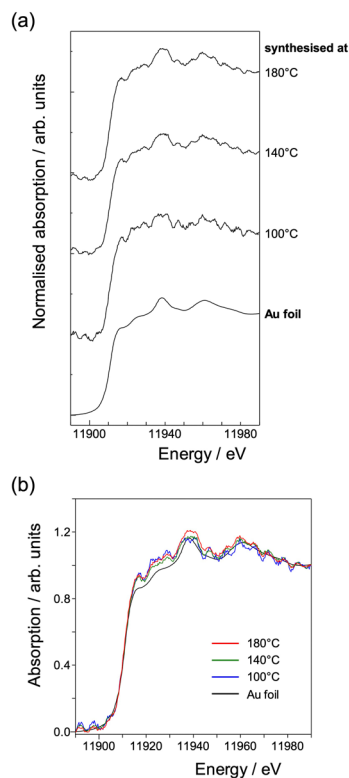 (a)
synthesised at
180°C
140°C
100°C
Au foil
Normalised absorption / arb. units
11900 11940 11980
Energy / eV
(b)
Absorption / arb. units
1.2
0.8
0.4
0.0
180°C
140°C
100°C
Au foil
11900 11920 11940 11960 11980
Energy / eV